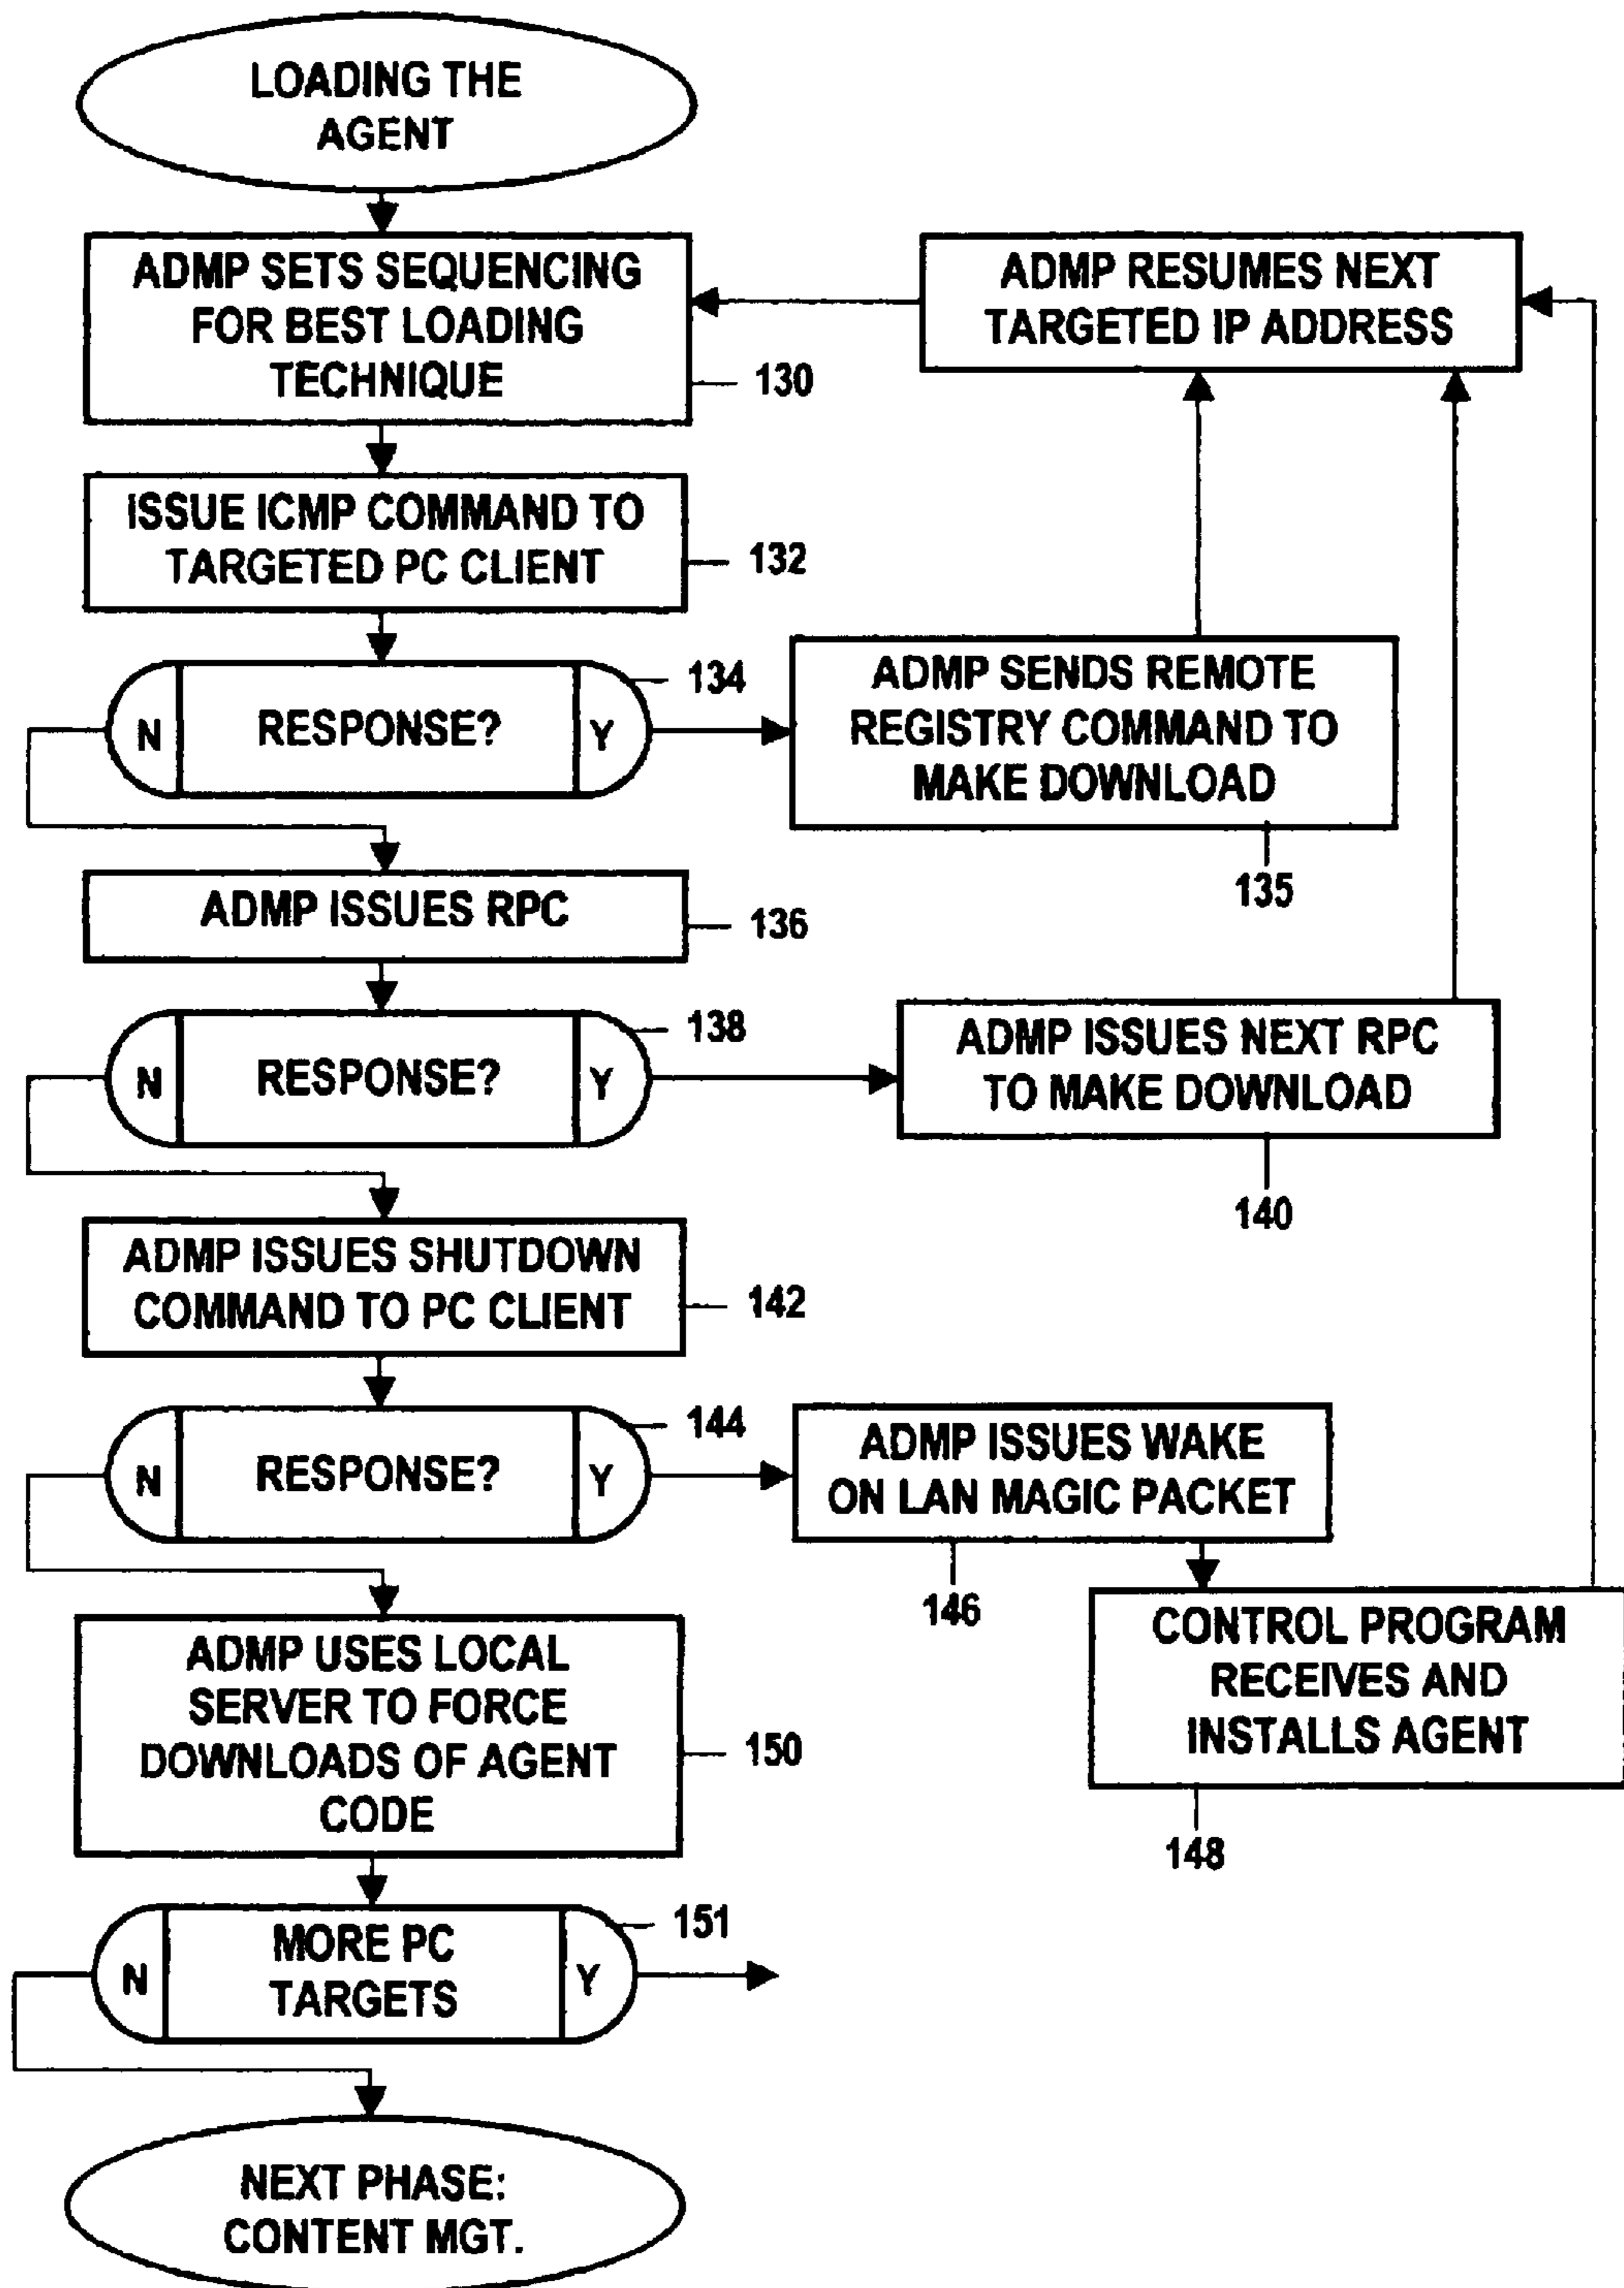 LOADING THE
AGENT
ADMP SETS SEQUENCING
FOR BEST LOADING
TECHNIQUE
130
ADMP RESUMES NEXT
TARGETED IP ADDRESS
ISSUE ICMP COMMAND TO
TARGETED PC CLIENT
132
N
RESPONSE?
Y
134
ADMP SENDS REMOTE
REGISTRY COMMAND TO
MAKE DOWNLOAD
135
ADMP ISSUES RPC
136
N
RESPONSE?
Y
138
ADMP ISSUES NEXT RPC
TO MAKE DOWNLOAD
140
ADMP ISSUES SHUTDOWN
COMMAND TO PC CLIENT
142
N
RESPONSE?
Y
144
ADMP ISSUES WAKE
ON LAN MAGIC PACKET
146
CONTROL PROGRAM
RECEIVES AND
INSTALLS AGENT
148
ADMP USES LOCAL
SERVER TO FORCE
DOWNLOADS OF AGENT
CODE
150
N
MORE PC
TARGETS
Y
151
NEXT PHASE:
CONTENT MGT.